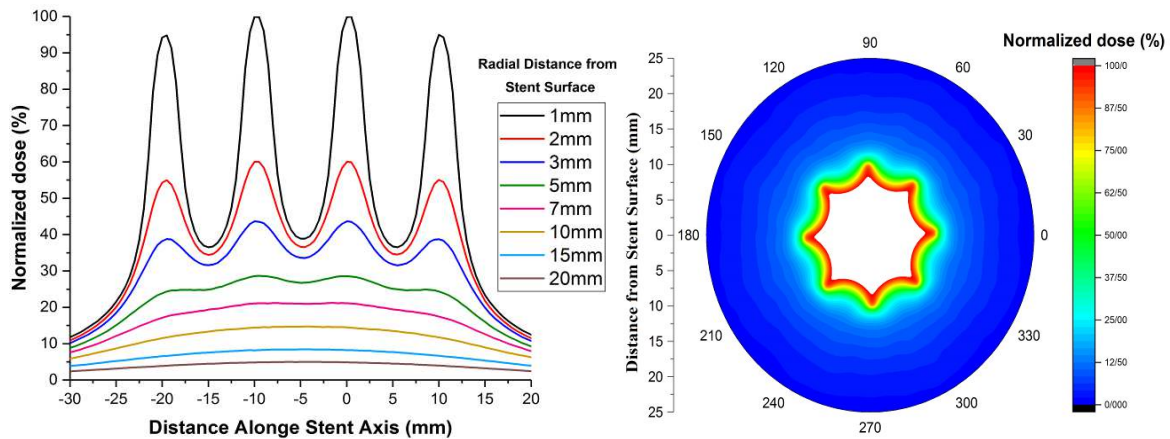 100
90
80
70
60
50
40
30
20
10
0
-30 -25 -20 -15 -10 -5 0 5 10 15 20
Normalized dose (%)
Distance Alonge Stent Axis (mm)
Radial Distance from
Stent Surface
1mm
2mm
3mm
5mm
7mm
10mm
15mm
20mm
Distance from Stent Surface (mm)
25
20
15
10
5
0
5
10
15
20
25
90
60
30
0
330
300
270
240
210
180
150
120
Normalized dose (%)
100/0
87/50
75/00
62/50
50/00
37/50
25/00
12/50
0/000